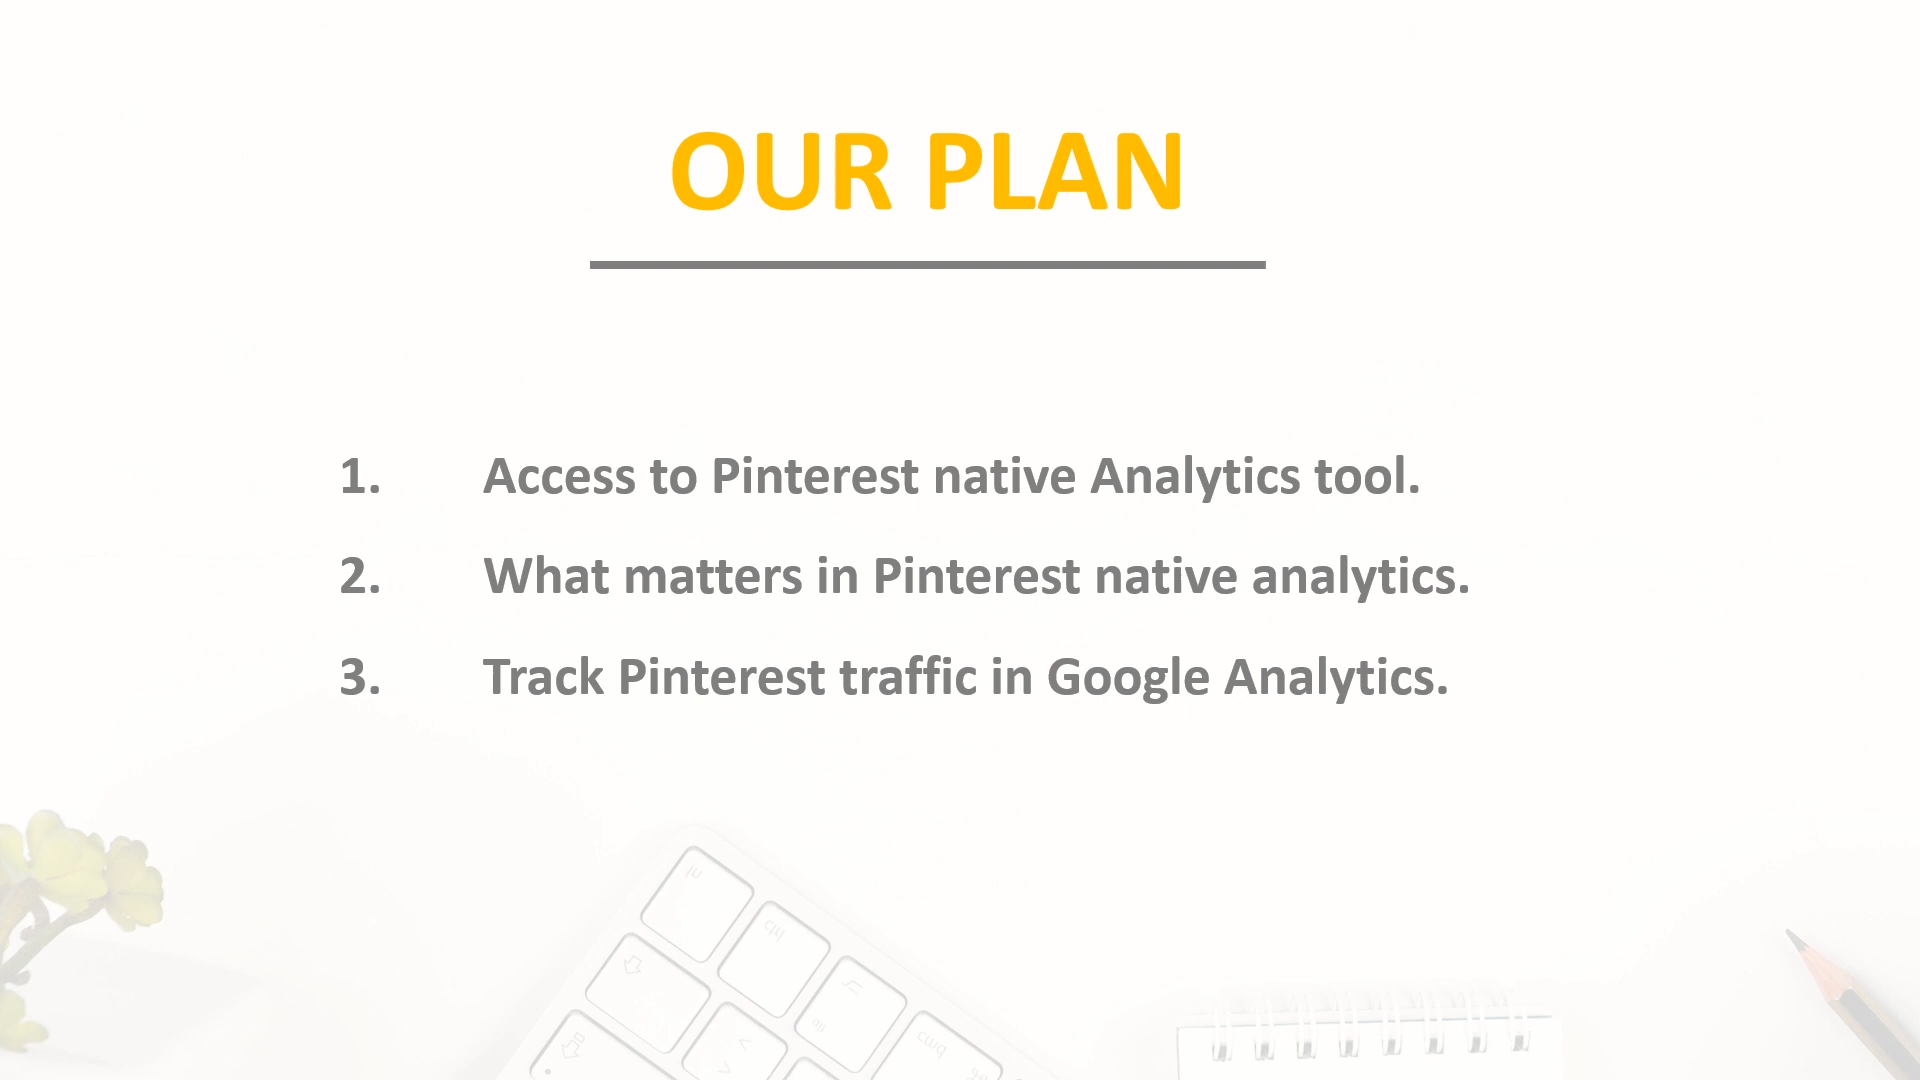 OUR PLAN
1. Access to Pinterest native Analytics tool.
2. What matters in Pinterest native analytics.
3. Track Pinterest traffic in Google Analytics.